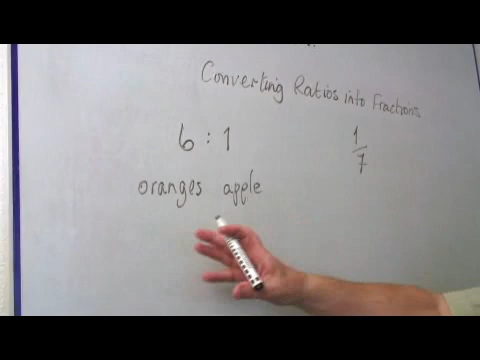 Converting Ratios into Fractions
6 : 1
1/7
oranges apple